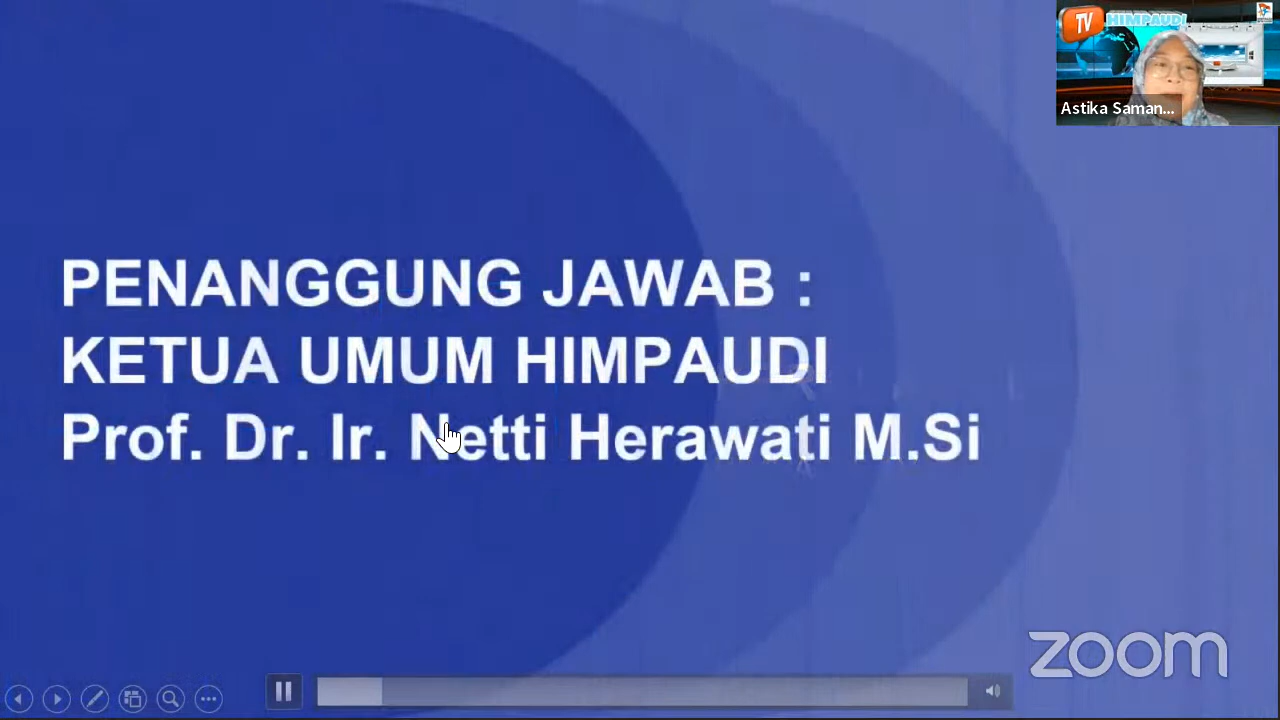 TV HIMPAUDI
Astika Saman...
PENANGGUNG JAWAB :
KETUA UMUM HIMPAUDI
Prof. Dr. Ir. Netti Herawati M.Si
zoom